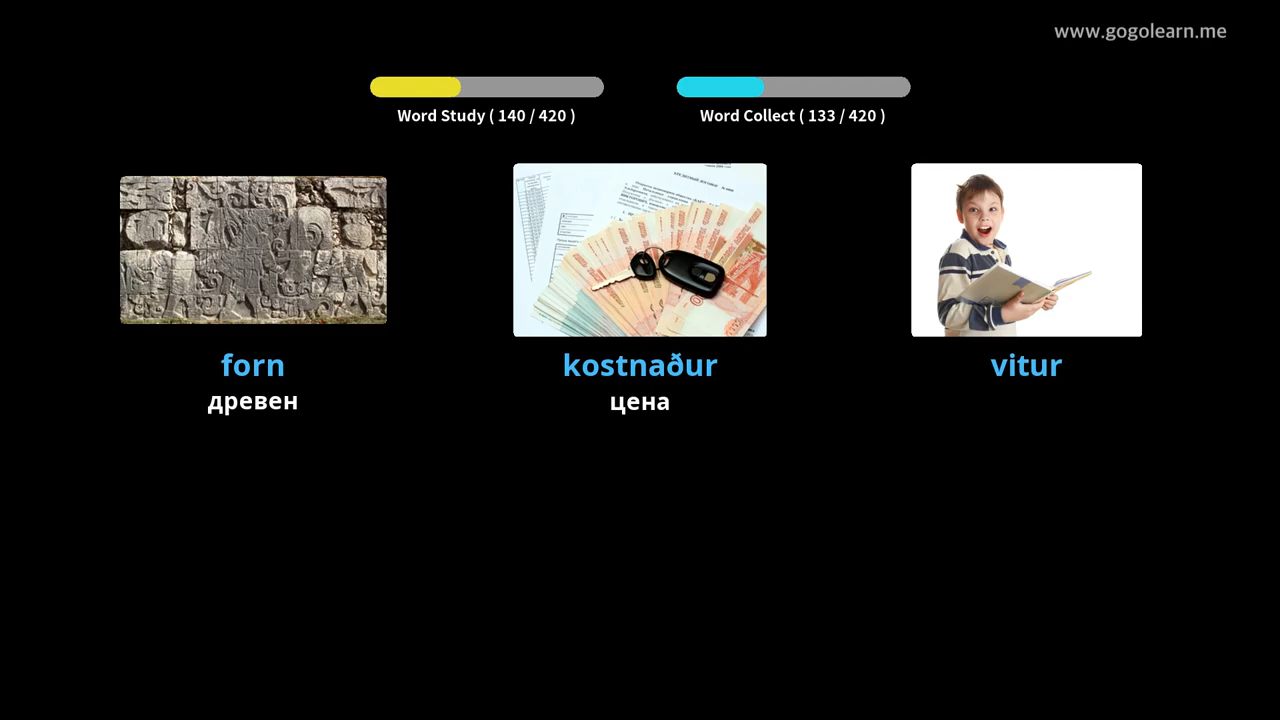 www.gogolearn.me
Word Study ( 140 / 420 )
Word Collect ( 133 / 420 )
forn
kostnaður
vitur
древен
цена